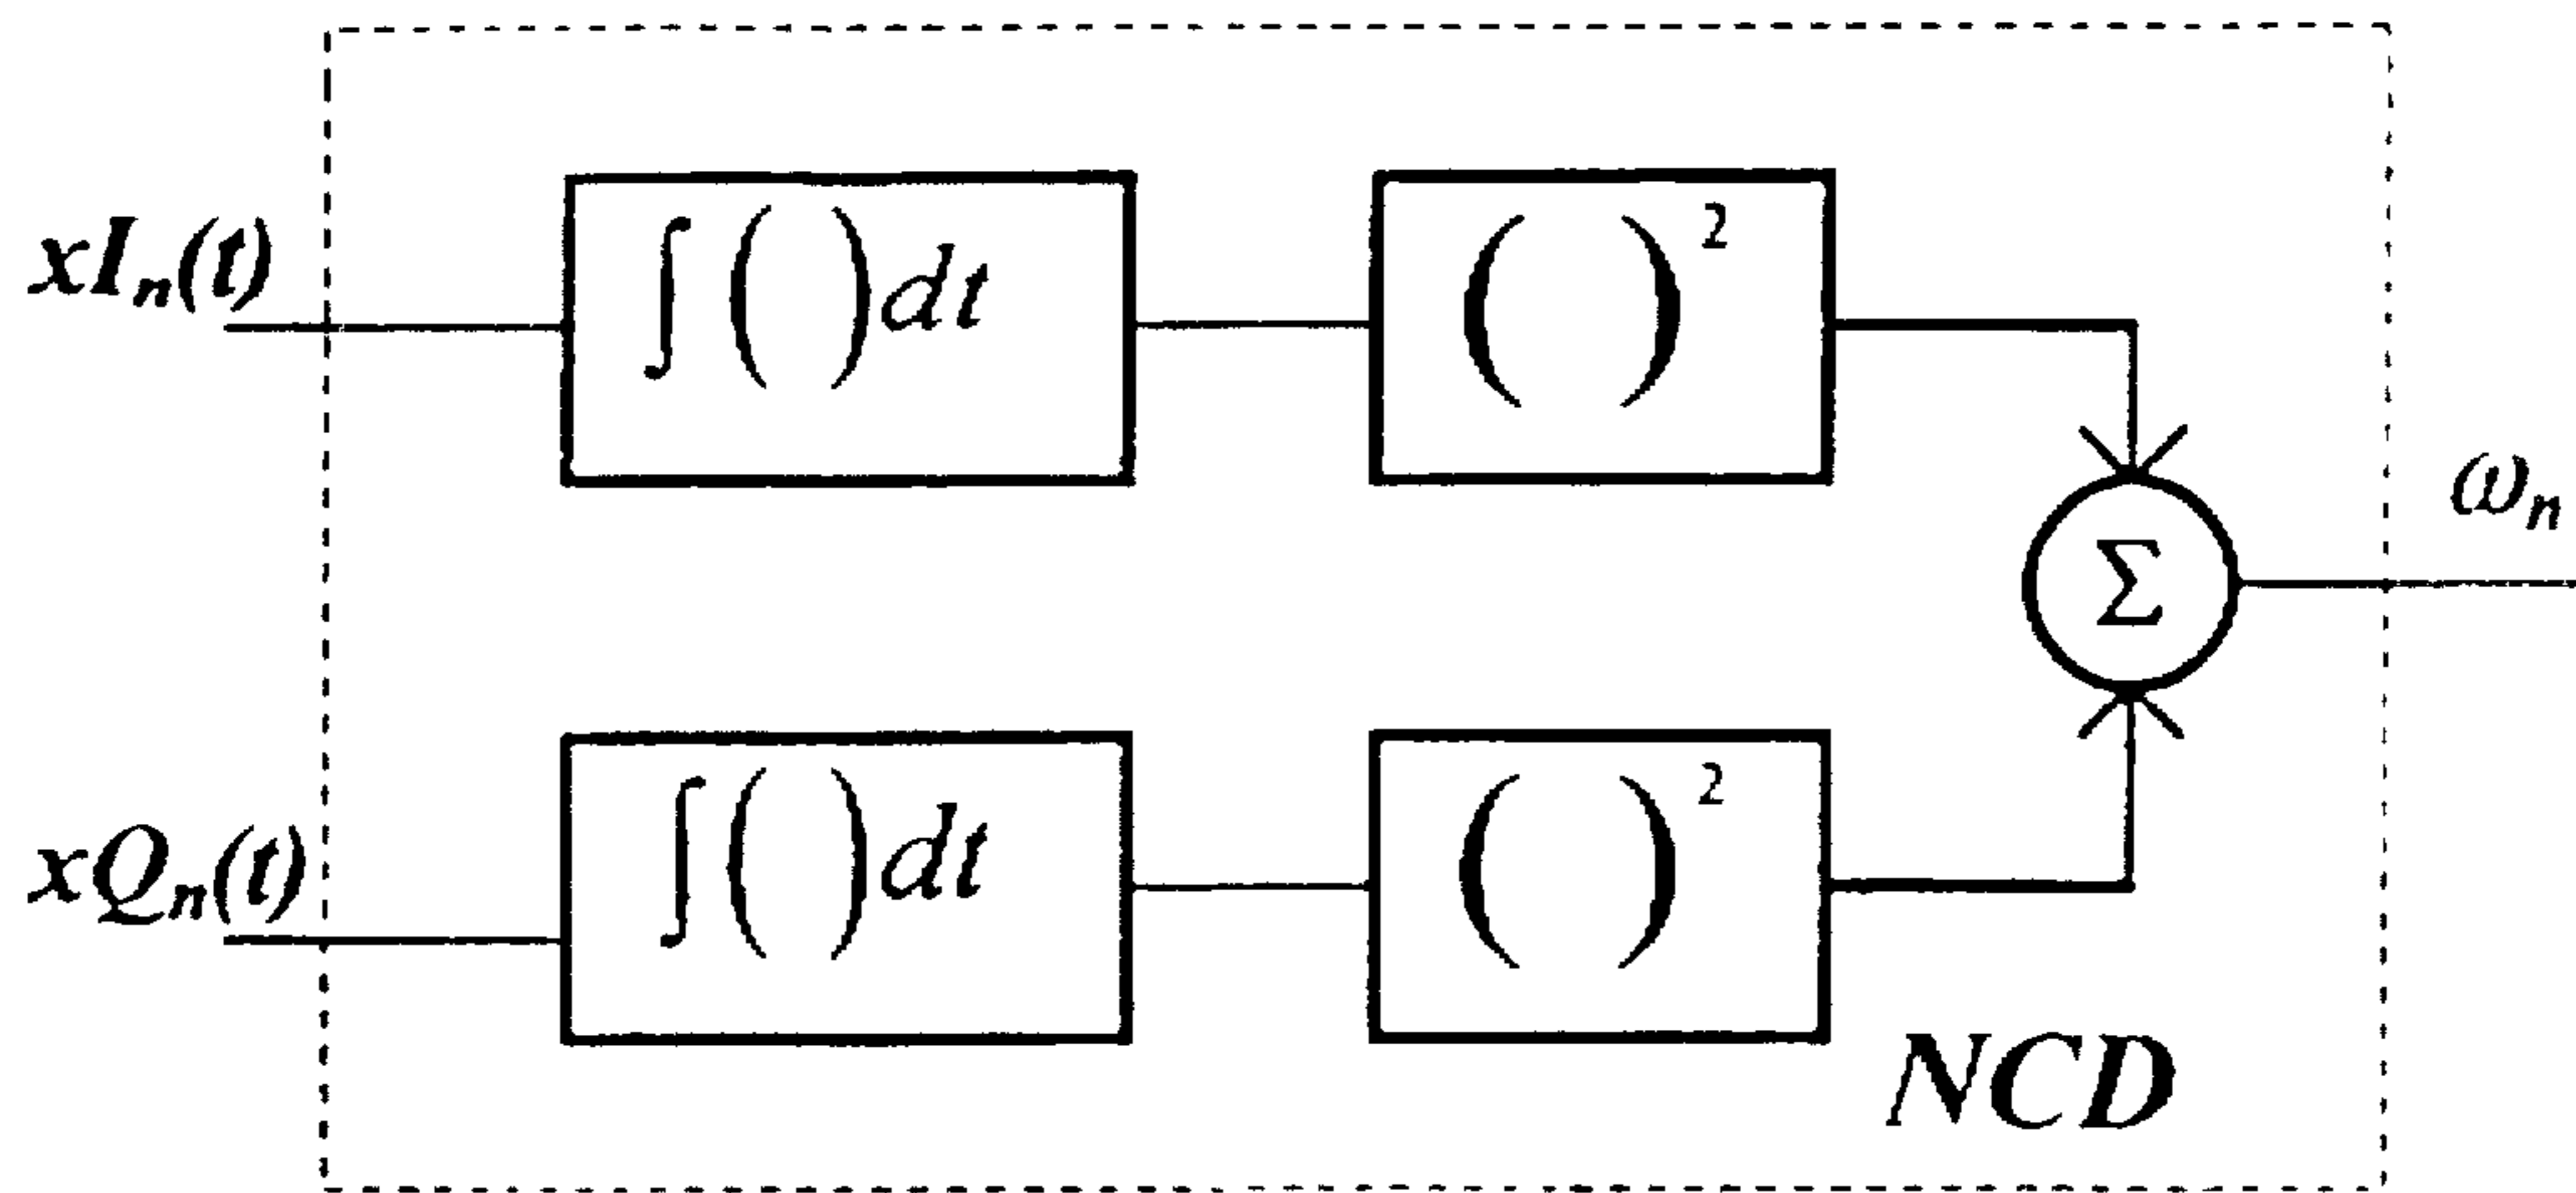 xIₙ(t)
∫( )dt
( )²
Σ
ωₙ
xQₙ(t)
∫( )dt
( )²
NCD